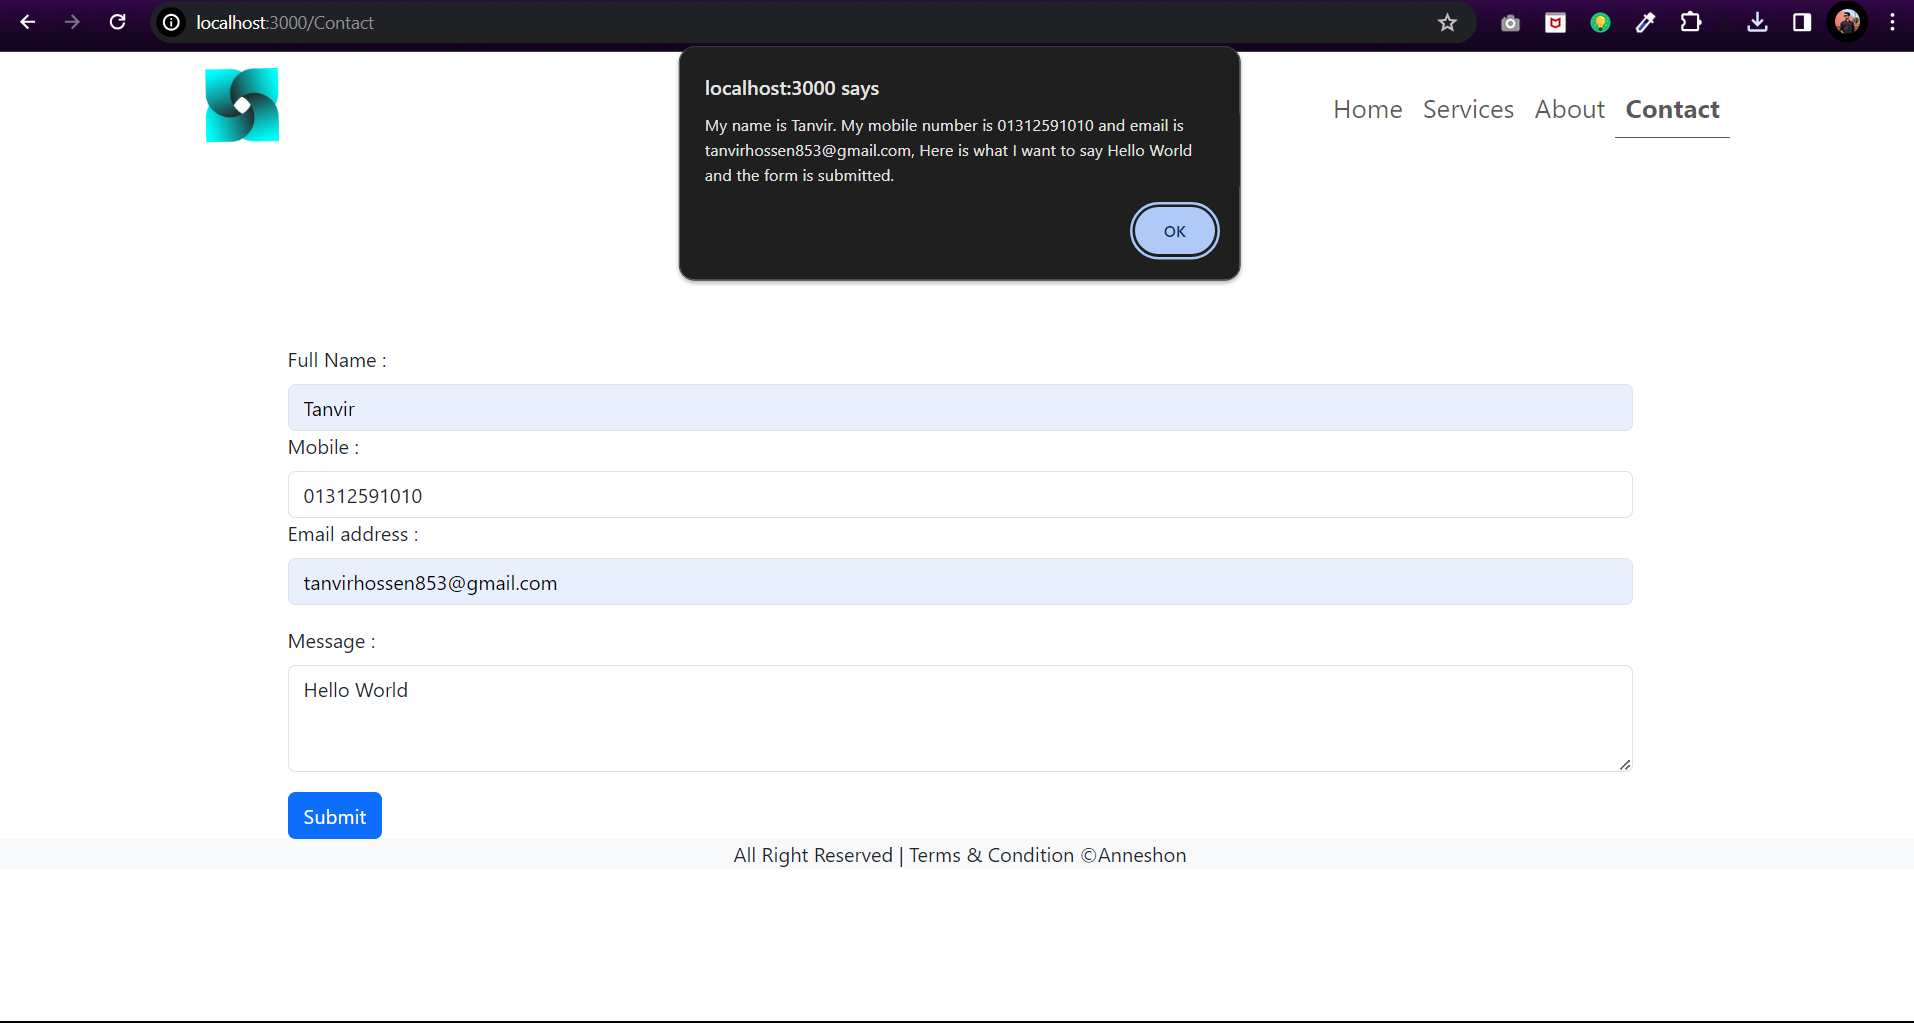 localhost:3000/Contact
localhost:3000 says
My name is Tanvir. My mobile number is 01312591010 and email is
tanvirhossen853@gmail.com, Here is what I want to say Hello World
and the form is submitted.
OK
Home Services About Contact
Full Name :
Tanvir
Mobile :
01312591010
Email address :
tanvirhossen853@gmail.com
Message :
Hello World
Submit
All Right Reserved | Terms & Condition ©Anneshon